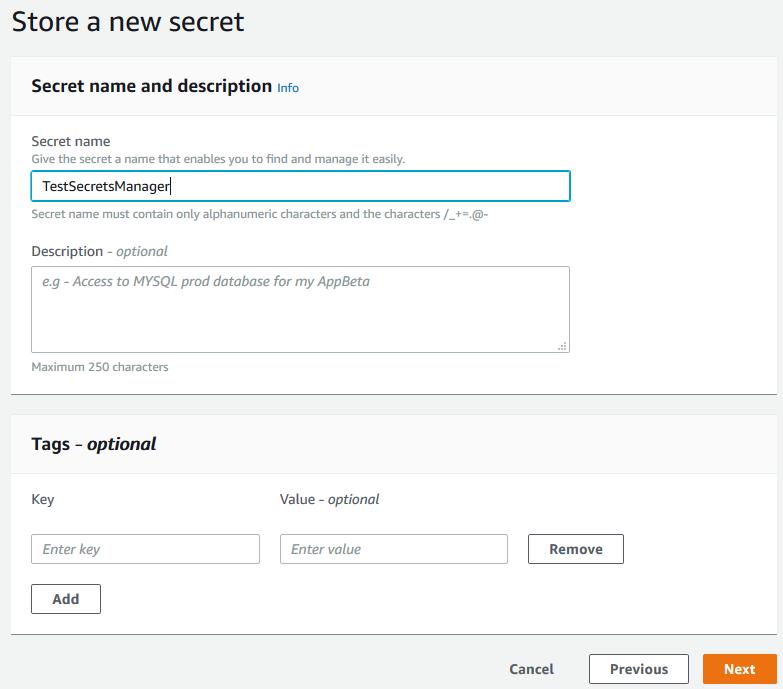 Store a new secret
Secret name and description Info
Secret name
Give the secret a name that enables you to find and manage it easily.
TestSecretsManager
Secret name must contain only alphanumeric characters and the characters /_+=.@-
Description - optional
e.g - Access to MYSQL prod database for my AppBeta
Maximum 250 characters
Tags - optional
Key Value - optional
Enter key Enter value Remove
Add
Cancel Previous Next